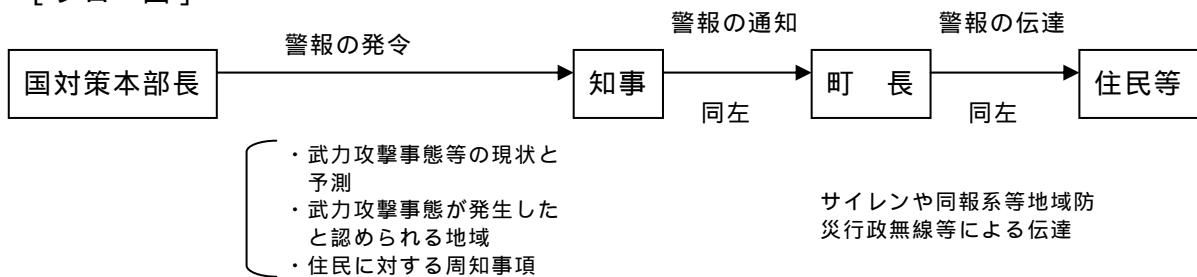 警報の発令
警報の通知
警報の伝達
国対策本部長
知事
町　長
住民等
同左
同左
・武力攻撃事態等の現状と
予測
・武力攻撃事態が発生した
と認められる地域
・住民に対する周知事項
サイレンや同報系等地域防
災行政無線等による伝達